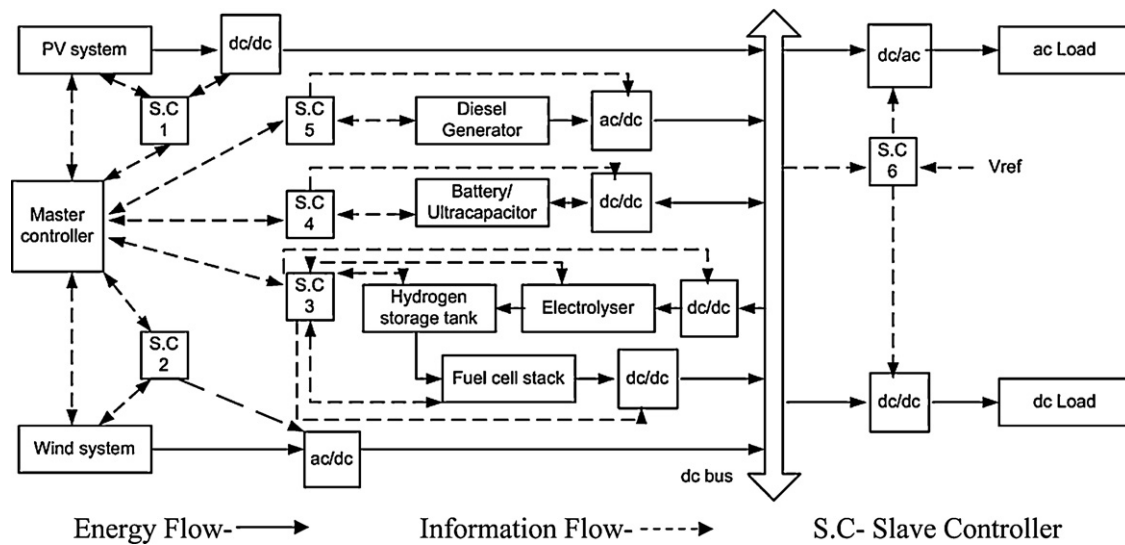 PV system
dc/dc
dc/ac
ac Load
S.C
1
S.C
5
Diesel
Generator
ac/dc
S.C
6
Vref
Master
controller
S.C
4
Battery/
Ultracapacitor
dc/dc
S.C
3
Hydrogen
storage tank
Electrolyser
dc/dc
S.C
2
Fuel cell stack
dc/dc
dc/dc
dc Load
Wind system
ac/dc
dc bus
Energy Flow-
Information Flow-
S.C- Slave Controller